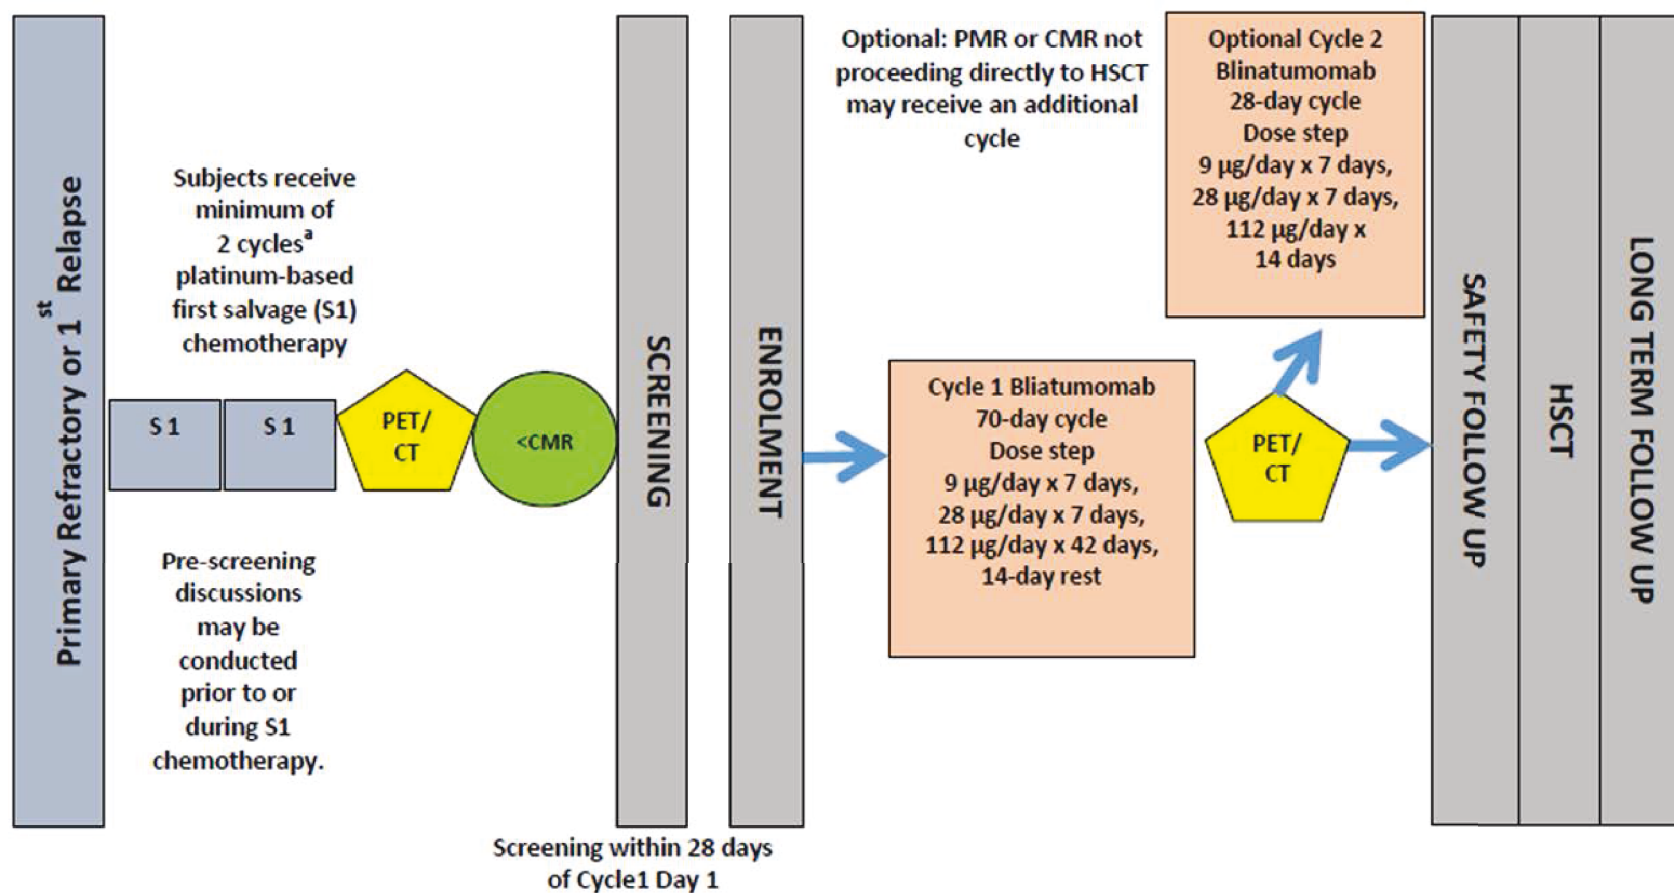 Primary Refractory or 1st Relapse
Subjects receive
minimum of
2 cyclesa
platinum-based
first salvage (S1)
chemotherapy
S 1
S 1
PET/
CT
<CMR
Pre-screening
discussions
may be
conducted
prior to or
during S1
chemotherapy.
SCREENING
Screening within 28 days
of Cycle1 Day 1
ENROLMENT
Optional: PMR or CMR not
proceeding directly to HSCT
may receive an additional
cycle
Cycle 1 Bliatumomab
70-day cycle
Dose step
9 µg/day x 7 days,
28 µg/day x 7 days,
112 µg/day x 42 days,
14-day rest
PET/
CT
Optional Cycle 2
Blinatumomab
28-day cycle
Dose step
9 µg/day x 7 days,
28 µg/day x 7 days,
112 µg/day x
14 days
SAFETY FOLLOW UP
HSCT
LONG TERM FOLLOW UP